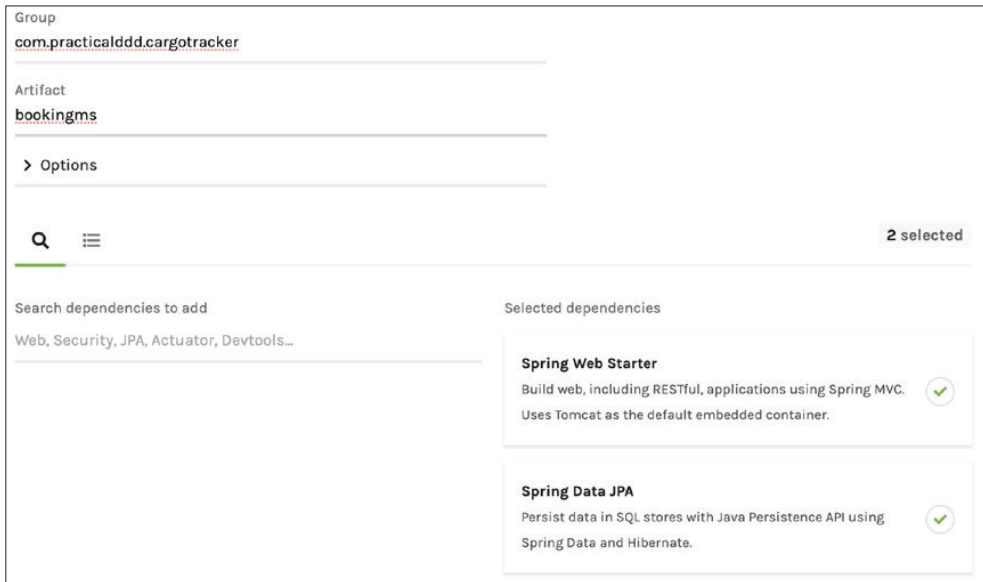 Group
com.practicalddd.cargotracker
Artifact
bookingms
Options
2 selected
Search dependencies to add
Web, Security, JPA, Actuator, Devtools...
Selected dependencies
Spring Web Starter
Build web, including RESTful, applications using Spring MVC.
Uses Tomcat as the default embedded container.
Spring Data JPA
Persist data in SQL stores with Java Persistence API using
Spring Data and Hibernate.